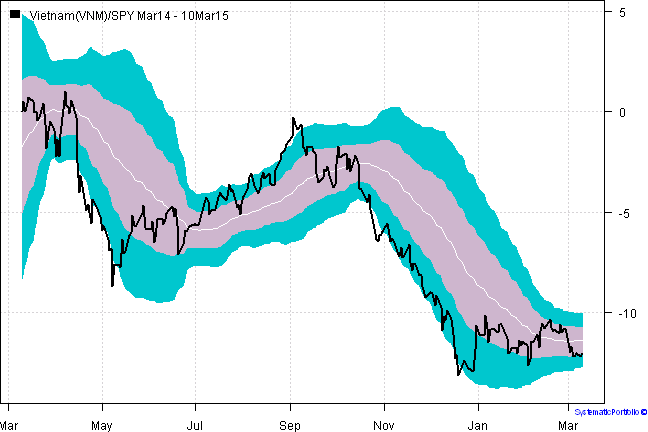 Vietnam(VNM)/SPY Mar14 - 10Mar15
5
0
-5
-10
SystematicPortfolio ©
Mar May Jul Sep Nov Jan Mar